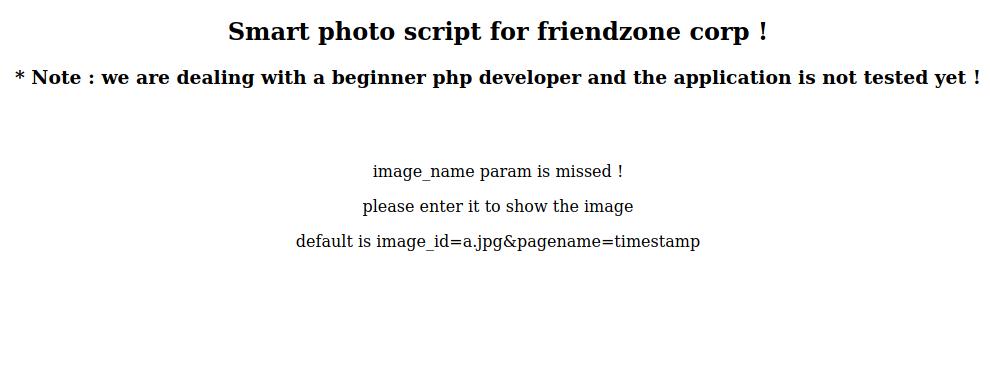 Smart photo script for friendzone corp !
* Note : we are dealing with a beginner php developer and the application is not tested yet !
image_name param is missed !
please enter it to show the image
default is image_id=a.jpg&pagename=timestamp